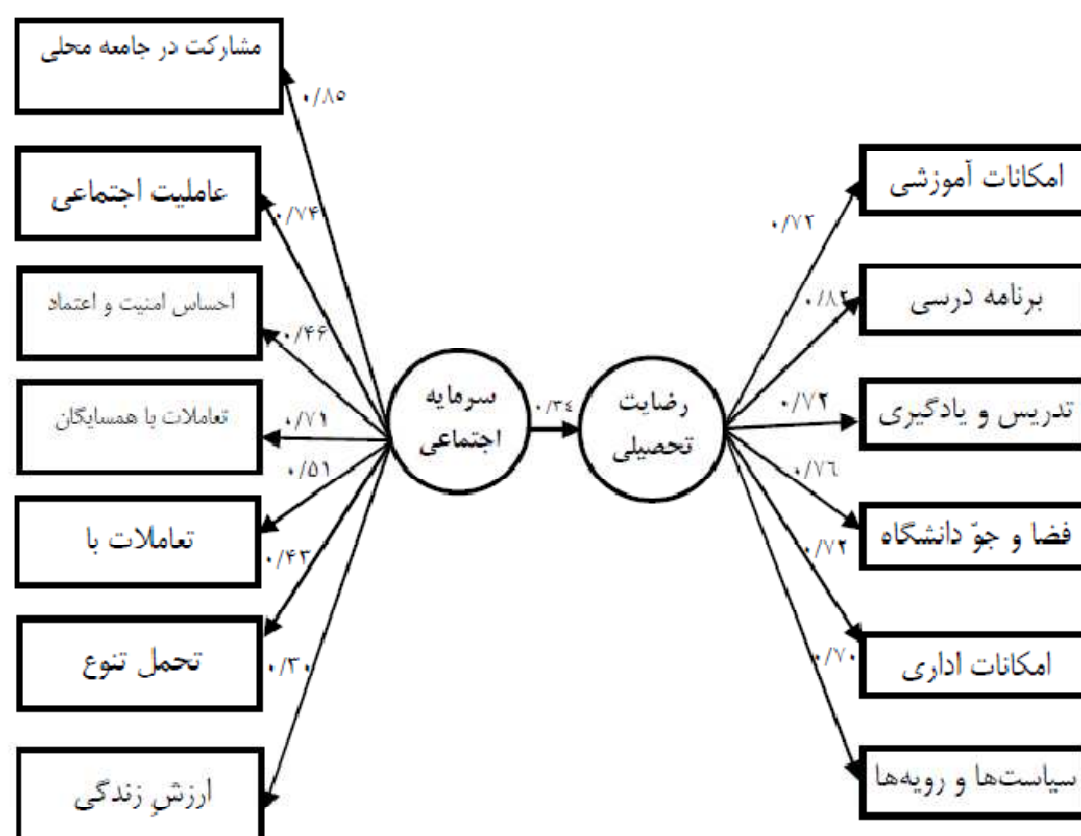 مشارکت در جامعه محلی
۰/۸۵
عاملیت اجتماعی
۰/۷۴
احساس امنیت و اعتماد
۰/۴۶
تعاملات با همسایگان
۰/۷۱
۰/۵۱
تعاملات با
۰/۴۳
تحمل تنوع
۰/۳۰
ارزشِ زندگی
سرمایه
اجتماعی
۰/۳٤
رضایت
تحصیلی
امکانات آموزشی
۰/۷۲
برنامه درسی
۰/۸۲
تدریس و یادگیری
۰/۷۲
فضا و جوّ دانشگاه
۰/۷٦
۰/۷۲
امکانات اداری
۰/۷۰
سیاست‌ها و رویه‌ها